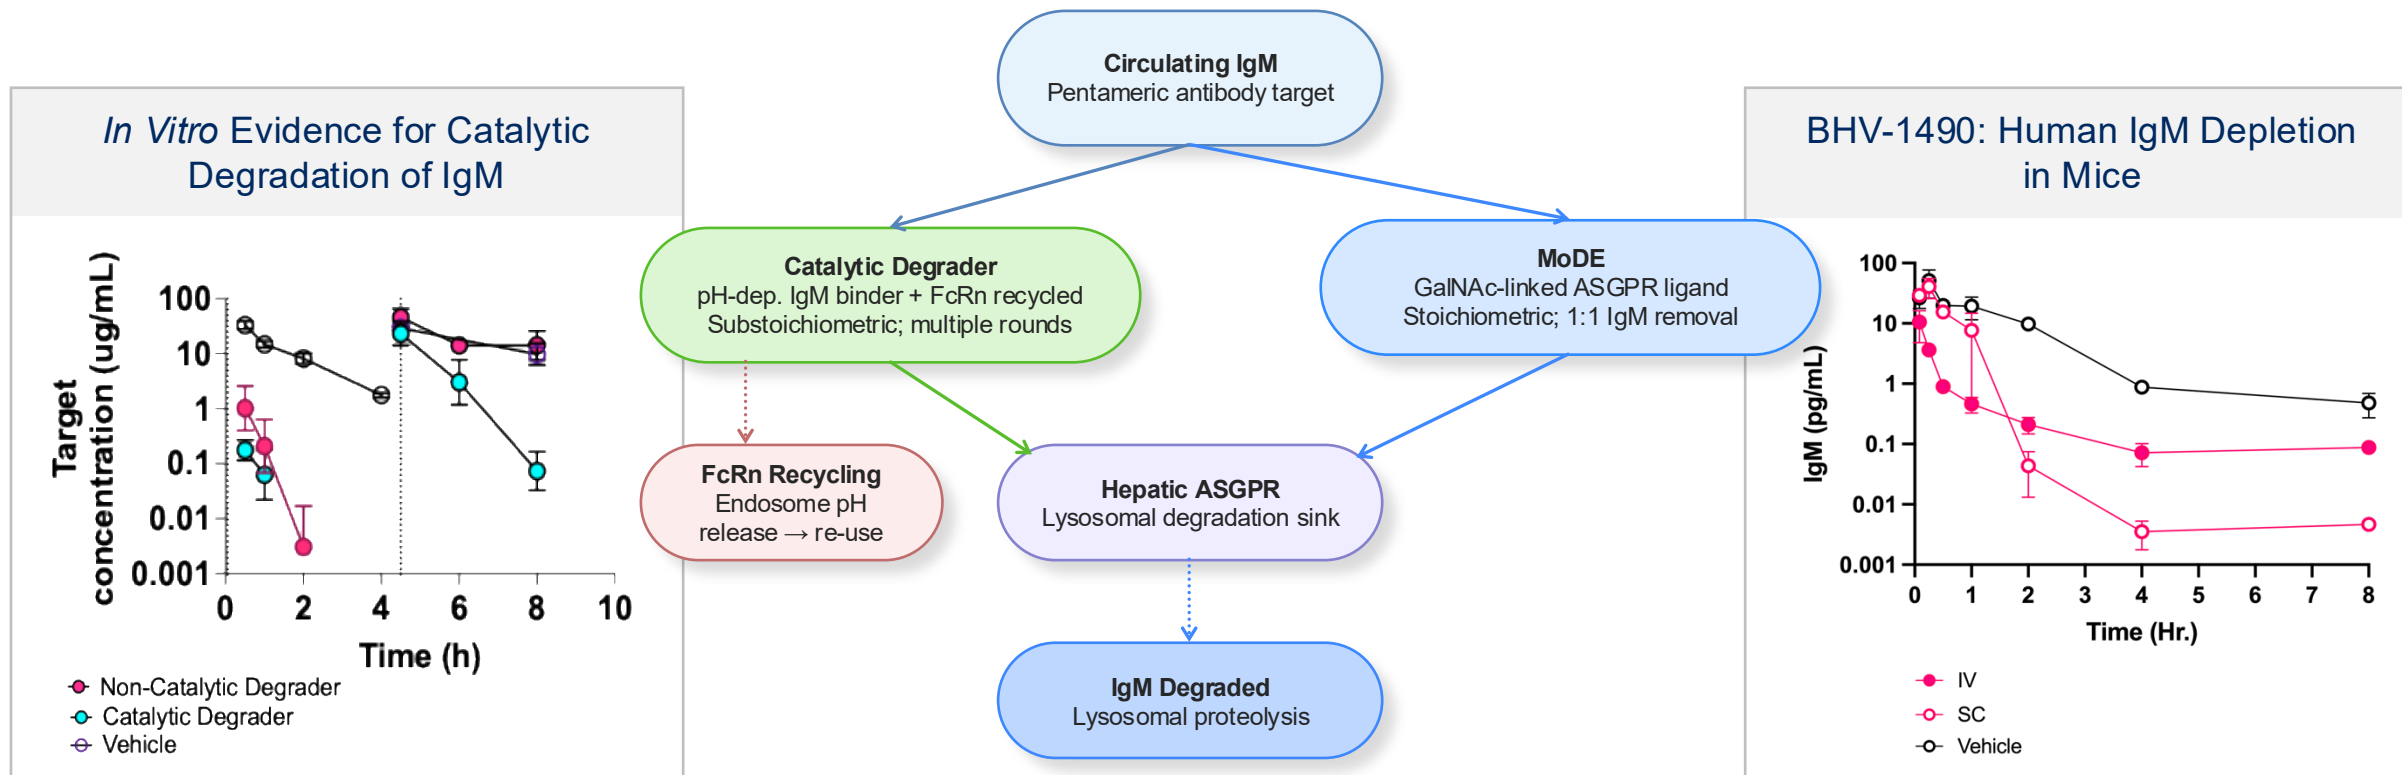 In Vitro Evidence for Catalytic
Degradation of IgM
Target
concentration (ug/mL)
100
10
1
0.1
0.01
0.001
0
2
4
6
8
10
Time (h)
Non-Catalytic Degrader
Catalytic Degrader
Vehicle
Circulating IgM
Pentameric antibody target
Catalytic Degrader
pH-dep. IgM binder + FcRn recycled
Substoichiometric; multiple rounds
MoDE
GalNAc-linked ASGPR ligand
Stoichiometric; 1:1 IgM removal
FcRn Recycling
Endosome pH
release → re-use
Hepatic ASGPR
Lysosomal degradation sink
IgM Degraded
Lysosomal proteolysis
BHV-1490: Human IgM Depletion
in Mice
IgM (pg/mL)
100
10
1
0.1
0.01
0.001
0
1
2
3
4
5
6
7
8
Time (Hr.)
IV
SC
Vehicle